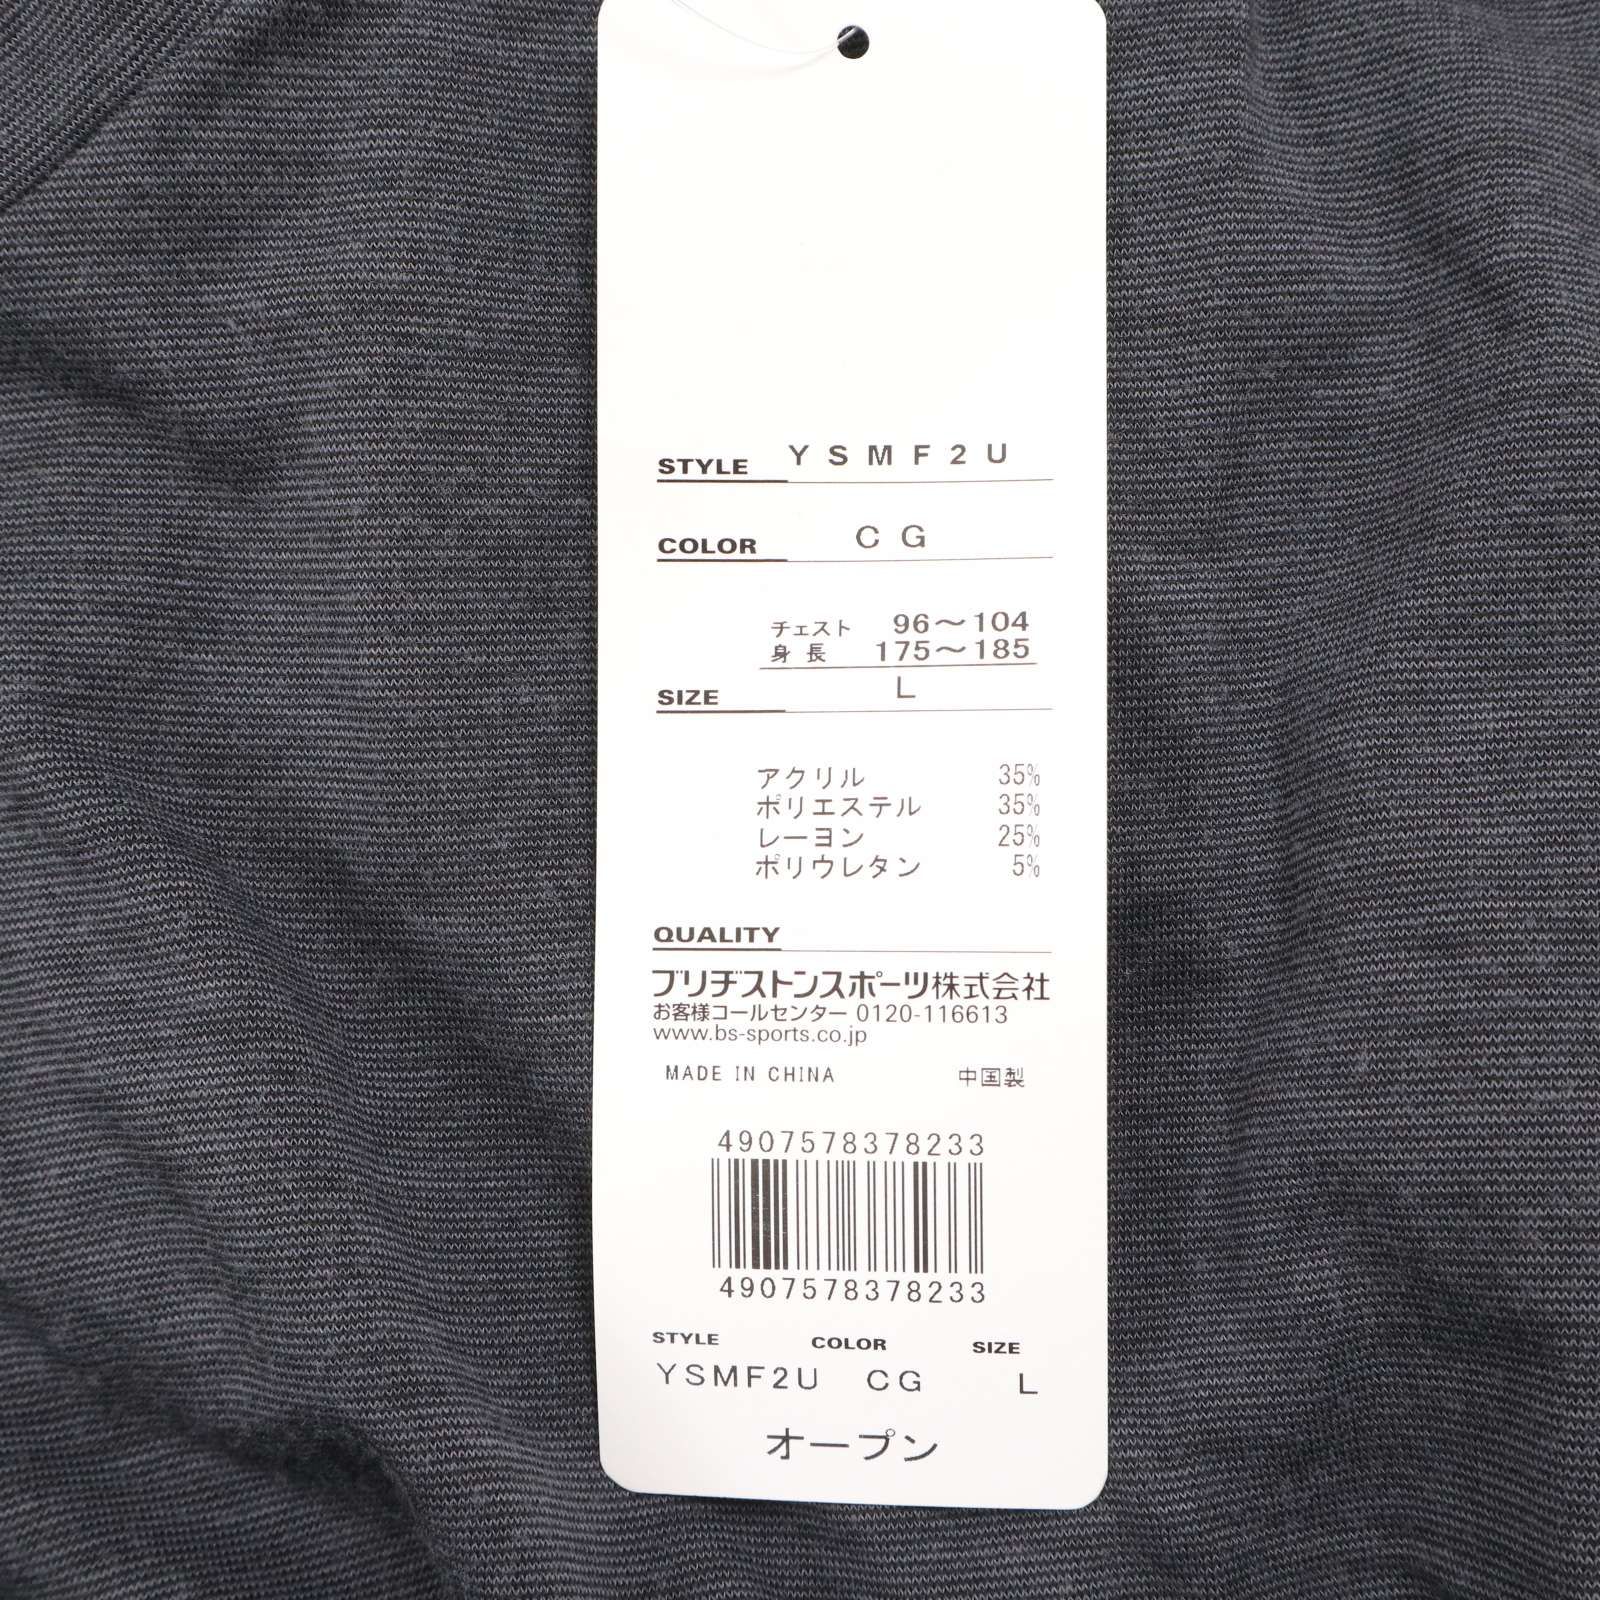 STYLE YSMF2U
COLOR CG
チェスト 96～104
身長 175～185
SIZE L
アクリル 35%
ポリエステル 35%
レーヨン 25%
ポリウレタン 5%
QUALITY
ブリヂストンスポーツ株式会社
お客様コールセンター 0120-116613
www.bs-sports.co.jp
MADE IN CHINA 中国製
4907578378233
4907578378233
STYLE COLOR SIZE
YSMF2U CG L
オープン